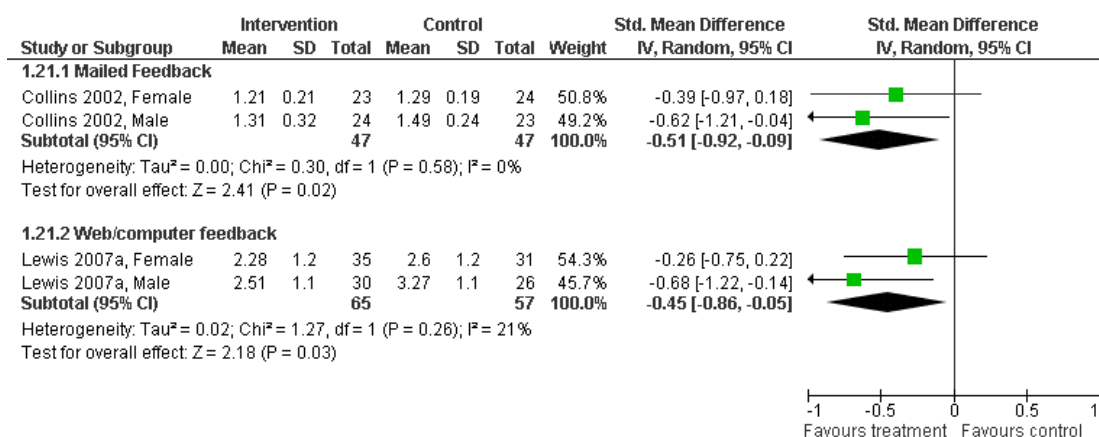 Intervention Control Std. Mean Difference Std. Mean Difference
Study or Subgroup Mean SD Total Mean SD Total Weight IV, Random, 95% CI IV, Random, 95% CI
1.21.1 Mailed Feedback
Collins 2002, Female 1.21 0.21 23 1.29 0.19 24 50.8% -0.39 [-0.97, 0.18]
Collins 2002, Male 1.31 0.32 24 1.49 0.24 23 49.2% -0.62 [-1.21, -0.04]
Subtotal (95% CI) 47 47 100.0% -0.51 [-0.92, -0.09]
Heterogeneity: Tau² = 0.00; Chi² = 0.30, df = 1 (P = 0.58); I² = 0%
Test for overall effect: Z = 2.41 (P = 0.02)
1.21.2 Web/computer feedback
Lewis 2007a, Female 2.28 1.2 35 2.6 1.2 31 54.3% -0.26 [-0.75, 0.22]
Lewis 2007a, Male 2.51 1.1 30 3.27 1.1 26 45.7% -0.68 [-1.22, -0.14]
Subtotal (95% CI) 65 57 100.0% -0.45 [-0.86, -0.05]
Heterogeneity: Tau² = 0.02; Chi² = 1.27, df = 1 (P = 0.26); I² = 21%
Test for overall effect: Z = 2.18 (P = 0.03)
-1 -0.5 0 0.5 1
Favours treatment Favours control